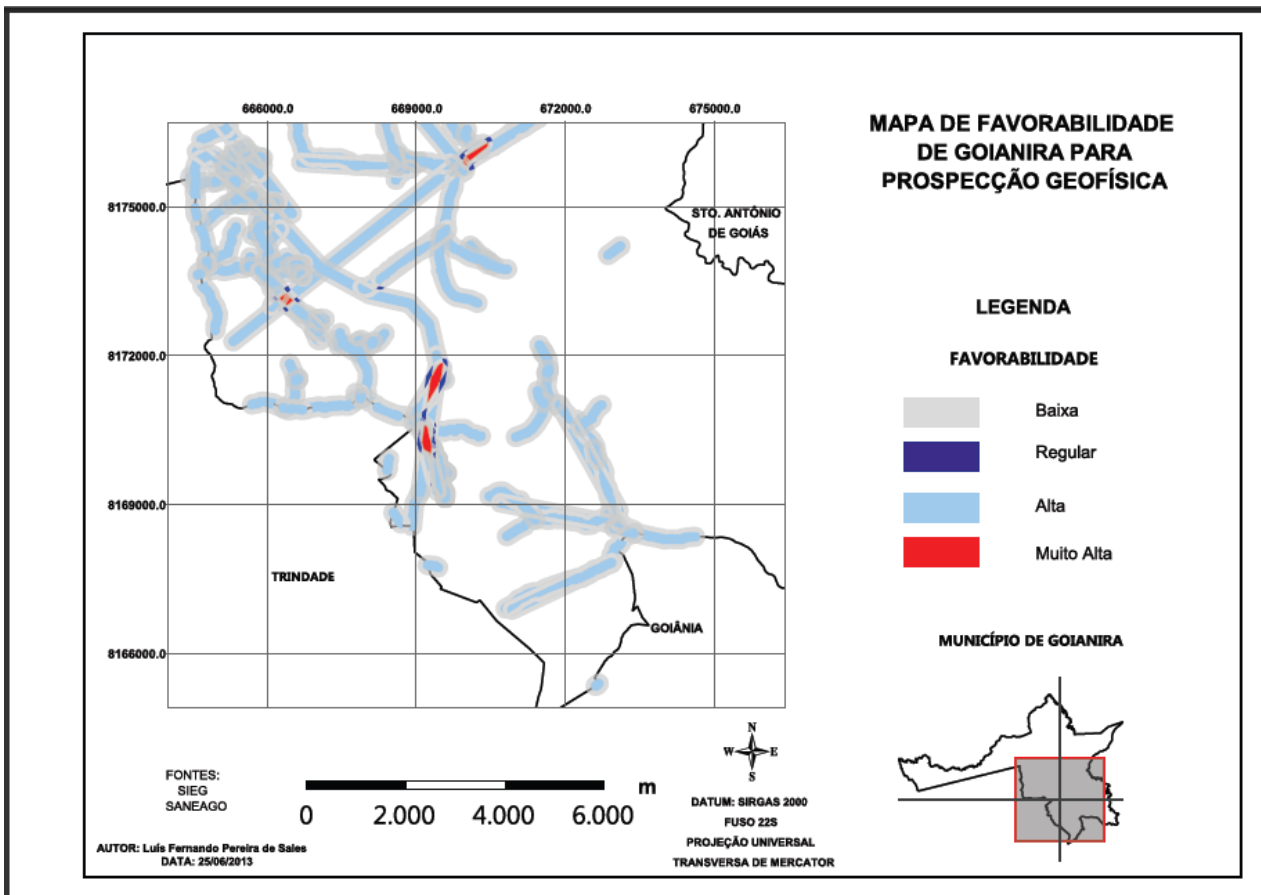 MAPA DE FAVORABILIDADE
DE GOIANIRA PARA
PROSPECÇÃO GEOFÍSICA
666000.0
669000.0
672000.0
675000.0
8175000.0
8172000.0
8169000.0
8166000.0
STO. ANTÔNIO
DE GOIÁS
TRINDADE
GOIÂNIA
LEGENDA
FAVORABILIDADE
Baixa
Regular
Alta
Muito Alta
MUNICÍPIO DE GOIANIRA
FONTES:
SIEG
SANEAGO
0 2.000 4.000 6.000 m
N
W E
S
DATUM: SIRGAS 2000
FUSO 22S
PROJEÇÃO UNIVERSAL
TRANSVERSA DE MERCATOR
AUTOR: Luís Fernando Pereira de Sales
DATA: 25/06/2013